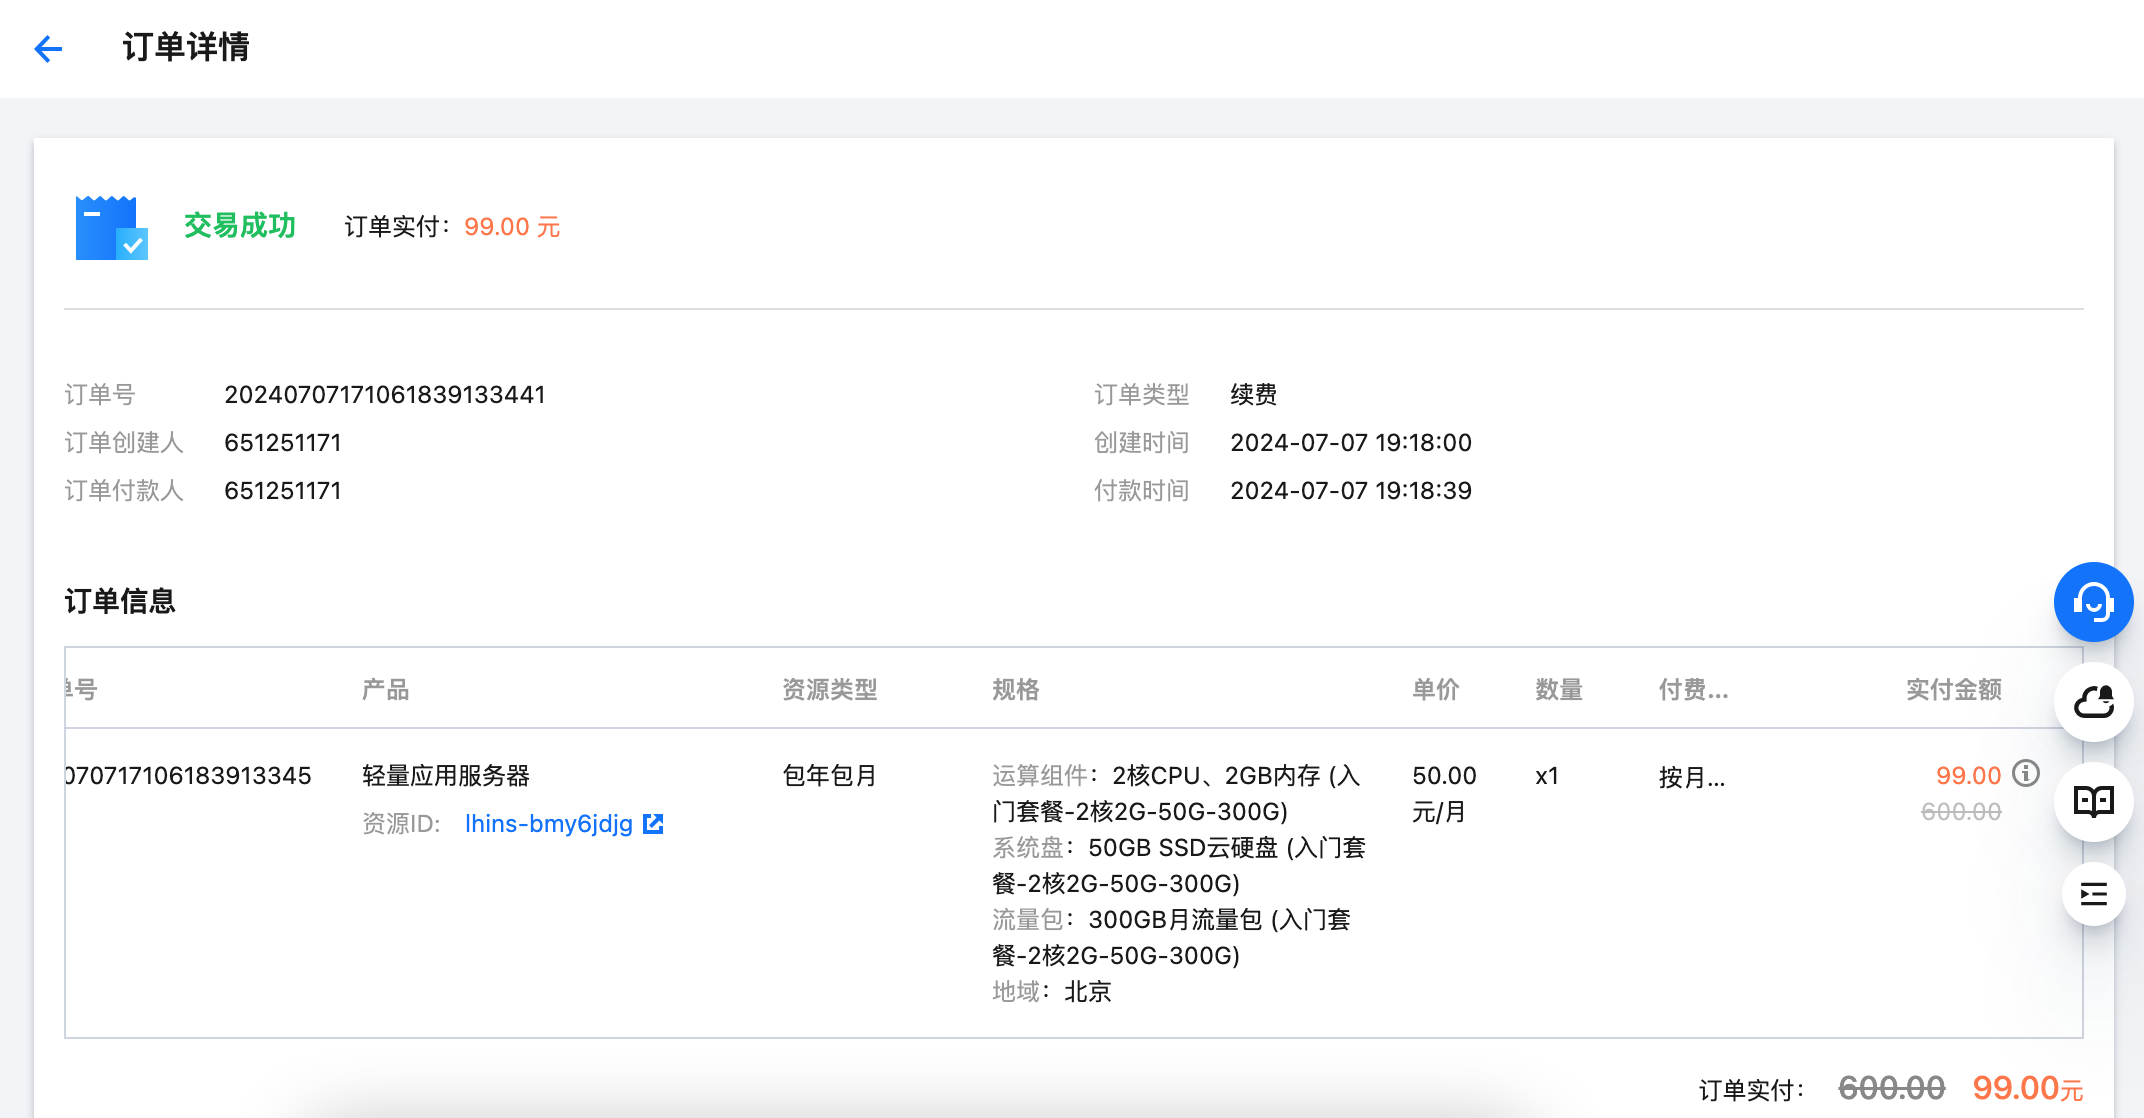 订单详情
交易成功 订单实付：99.00 元
订单号 20240707171061839133441 订单类型 续费
订单创建人 651251171 创建时间 2024-07-07 19:18:00
订单付款人 651251171 付款时间 2024-07-07 19:18:39
订单信息
单号 产品 资源类型 规格 单价 数量 付费... 实付金额
070717106183913345 轻量应用服务器 包年包月 运算组件：2核CPU、2GB内存 (入 50.00 x1 按月... 99.00
门套餐-2核2G-50G-300G) 元/月 600.00
资源ID: lhins-bmy6jdjg
系统盘：50GB SSD云硬盘 (入门套
餐-2核2G-50G-300G)
流量包：300GB月流量包 (入门套
餐-2核2G-50G-300G)
地域：北京
订单实付： 600.00 99.00元